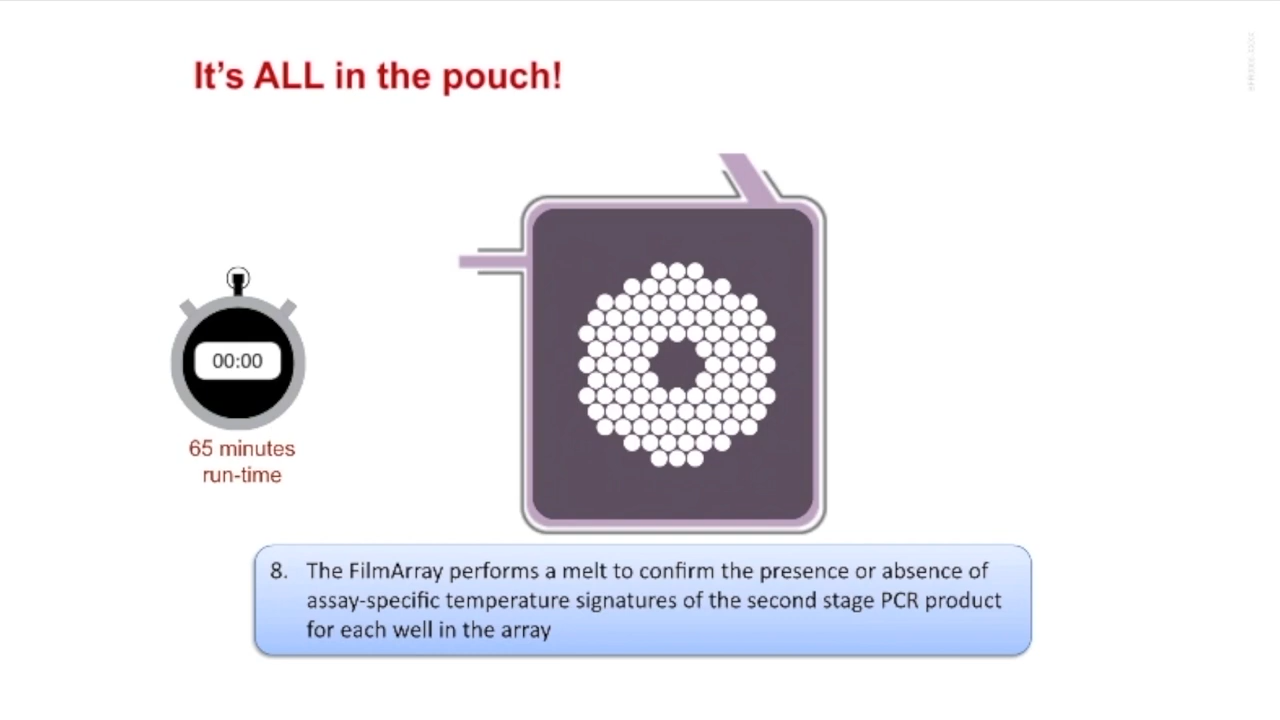 It's ALL in the pouch!
00:00
65 minutes
run-time
8. The FilmArray performs a melt to confirm the presence or absence of
assay-specific temperature signatures of the second stage PCR product
for each well in the array